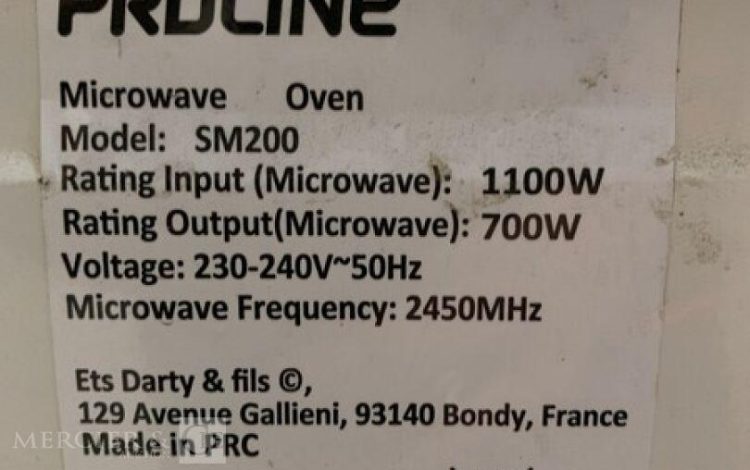 PROLINE
Microwave Oven
Model: SM200
Rating Input (Microwave): 1100W
Rating Output(Microwave): 700W
Voltage: 230-240V~50Hz
Microwave Frequency: 2450MHz
Ets Darty & fils ©,
129 Avenue Gallieni, 93140 Bondy, France
Made in PRC